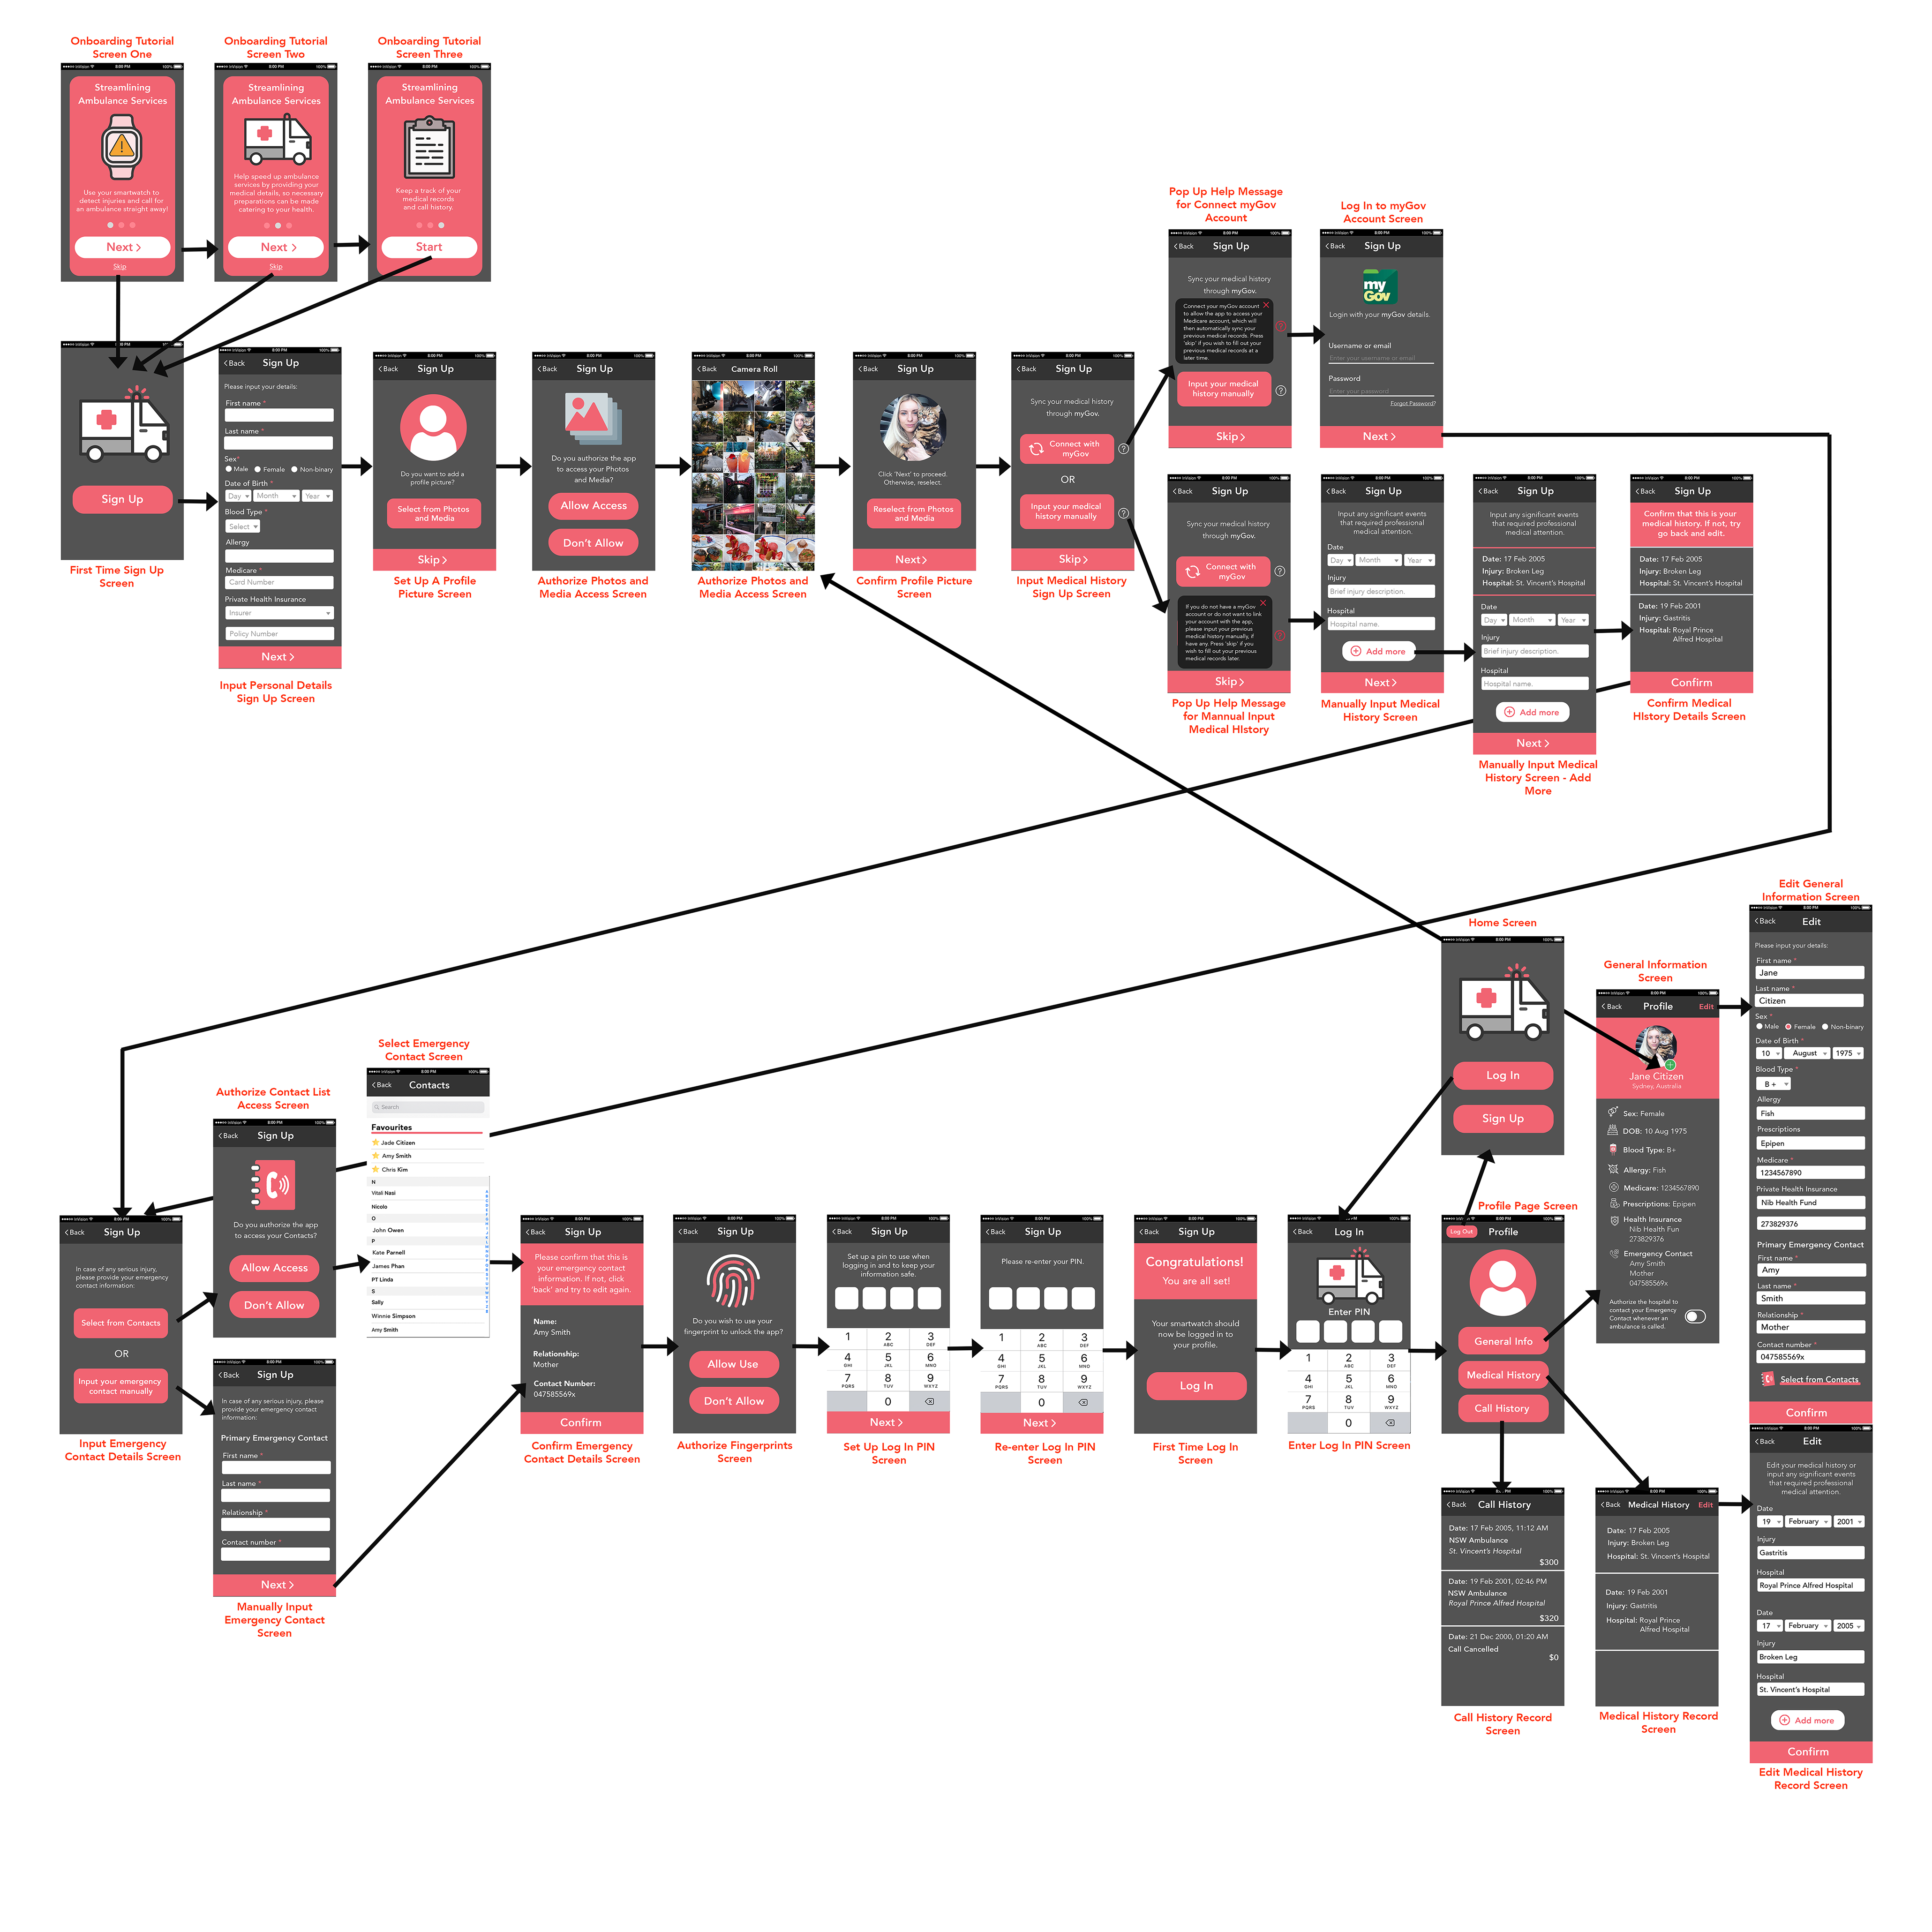 Onboarding Tutorial
Screen One
Onboarding Tutorial
Screen Two
Onboarding Tutorial
Screen Three
Streamlining
Ambulance Services
Use your smartwatch to
detect injuries and call for
an ambulance straight away!
Next >
Skip
Streamlining
Ambulance Services
Help speed up ambulance
services by providing your
medical details, so necessary
preparations can be made
catering to your health.
Next >
Skip
Streamlining
Ambulance Services
Keep a track of your
medical records
and call history.
Start
Sign Up
First Time Sign Up
Screen
< Back Sign Up
Please input your details:
First name *
Last name *
Sex*
Male Female Non-binary
Date of Birth *
Day Month Year
Blood Type *
Select
Allergy
Medicare *
Card Number
Private Health Insurance
Insurer
Policy Number
Next >
Input Personal Details
Sign Up Screen
< Back Sign Up
Do you want to add a
profile picture?
Select from Photos
and Media
Skip >
Set Up A Profile
Picture Screen
< Back Sign Up
Do you authorize the app
to access your Photos
and Media?
Allow Access
Don't Allow
Authorize Photos and
Media Access Screen
< Back Camera Roll
Authorize Photos and
Media Access Screen
< Back Sign Up
Click 'Next' to proceed.
Otherwise, reselect.
Reselect from Photos
and Media
Next >
Confirm Profile Picture
Screen
< Back Sign Up
Sync your medical history
through myGov.
Connect with
myGov
?
OR
Input your medical
history manually
?
Skip >
Input Medical History
Sign Up Screen
Pop Up Help Message
for Connect myGov
Account
< Back Sign Up
Sync your medical history
through myGov.
Connect your myGov account
to allow the app to access your
Medicare account, which will
then automatically sync your
previous medical records. Press
'skip' if you wish to fill out your
previous medical records at a
later time.
?
Input your medical
history manually
?
Skip >
Log In to myGov
Account Screen
< Back Sign Up
my
Gov
Login with your myGov details.
Username or email
Enter your username or email
Password
Enter your password
Forgot Password?
Next >
< Back Sign Up
Sync your medical history
through myGov.
Connect with
myGov
?
If you do not have a myGov
account or do not want to link
your account with the app,
please input your previous
medical history manually, if
have any. Press 'skip' if you
wish to fill out your previous
medical records later.
?
Skip >
Pop Up Help Message
for Mannual Input
Medical HIstory
< Back Sign Up
Input any significant events
that required professional
medical attention.
Date
Day Month Year
Injury
Brief injury description.
Hospital
Hospital name.
Add more
Next >
Manually Input Medical
History Screen
< Back Sign Up
Input any significant events
that required professional
medical attention.
Date: 17 Feb 2005
Injury: Broken Leg
Hospital: St. Vincent's Hospital
Date
Day Month Year
Injury
Brief injury description.
Hospital
Hospital name.
Add more
Next >
Manually Input Medical
History Screen - Add
More
< Back Sign Up
Confirm that this is your
medical history. If not, try
go back and edit.
Date: 17 Feb 2005
Injury: Broken Leg
Hospital: St. Vincent's Hospital
Date: 19 Feb 2001
Injury: Gastritis
Hospital: Royal Prince
Alfred Hospital
Confirm
Confirm Medical
HIstory Details Screen
< Back Sign Up
In case of any serious injury,
please provide your emergency
contact information:
Select from Contacts
OR
Input your emergency
contact manually
Input Emergency
Contact Details Screen
Authorize Contact List
Access Screen
< Back Sign Up
Do you authorize the app
to access your Contacts?
Allow Access
Don't Allow
< Back Sign Up
In case of any serious injury, please
provide your emergency contact
information:
Primary Emergency Contact
First name *
Last name *
Relationship *
Contact number *
Next >
Manually Input
Emergency Contact
Screen
Select Emergency
Contact Screen
< Back Contacts
Search
Favourites
Jade Citizen
Amy Smith
Chris Kim
N
Vitali Nasi
Nicolo
O
John Owen
P
Kate Parnell
James Phan
PT Linda
S
Sally
Winnie Simpson
Amy Smith
< Back Sign Up
Please confirm that this is
your emergency contact
information. If not, click
'back' and try to edit again.
Name:
Amy Smith
Relationship:
Mother
Contact Number:
047585569x
Confirm
Confirm Emergency
Contact Details Screen
< Back Sign Up
Do you wish to use your
fingerprint to unlock the app?
Allow Use
Don't Allow
Authorize Fingerprints
Screen
< Back Sign Up
Set up a pin to use when
logging in and to keep your
information safe.
1 2 3
ABC DEF
4 5 6
GHI JKL MNO
7 8 9
PQRS TUV WXYZ
0
Next >
Set Up Log In PIN
Screen
< Back Sign Up
Please re-enter your PIN.
1 2 3
ABC DEF
4 5 6
GHI JKL MNO
7 8 9
PQRS TUV WXYZ
0
Next >
Re-enter Log In PIN
Screen
< Back Sign Up
Congratulations!
You are all set!
Your smartwatch should
now be logged in to
your profile.
Log In
First Time Log In
Screen
< Back Log In
Enter PIN
1 2 3
ABC DEF
4 5 6
GHI JKL MNO
7 8 9
PQRS TUV WXYZ
0
Enter Log In PIN Screen
Home Screen
Log In
Sign Up
Profile Page Screen
Log Out Profile
General Info
Medical History
Call History
General Information
Screen
< Back Profile Edit
Jane Citizen
Sydney, Australia
Sex: Female
DOB: 10 Aug 1975
Blood Type: B+
Allergy: Fish
Medicare: 1234567890
Prescriptions: Epipen
Health Insurance
Nib Health Fun
273829376
Emergency Contact
Amy Smith
Mother
047585569x
Authorize the hospital to
contact your Emergency
Contact whenever an
ambulance is called.
Edit General
Information Screen
< Back Edit
Please input your details:
First name *
Jane
Last name *
Citizen
Sex *
Male Female Non-binary
Date of Birth *
10 August 1975
Blood Type *
B +
Allergy
Fish
Prescriptions
Epipen
Medicare *
1234567890
Private Health Insurance
Nib Health Fund
273829376
Primary Emergency Contact
First name *
Amy
Last name *
Smith
Relationship *
Mother
Contact number *
047585569x
Select from Contacts
Confirm
< Back Call History
Date: 17 Feb 2005, 11:12 AM
NSW Ambulance
St. Vincent's Hospital
$300
Date: 19 Feb 2001, 02:46 PM
NSW Ambulance
Royal Prince Alfred Hospital
$320
Date: 21 Dec 2000, 01:20 AM
Call Cancelled
$0
Call History Record
Screen
< Back Medical History Edit
Date: 17 Feb 2005
Injury: Broken Leg
Hospital: St. Vincent's Hospital
Date: 19 Feb 2001
Injury: Gastritis
Hospital: Royal Prince
Alfred Hospital
Medical History Record
Screen
< Back Edit
Edit your medical history or
input any significant events
that required professional
medical attention.
Date
19 February 2001
Injury
Gastritis
Hospital
Royal Prince Alfred Hospital
Date
17 February 2005
Injury
Broken Leg
Hospital
St. Vincent's Hospital
Add more
Confirm
Edit Medical History
Record Screen